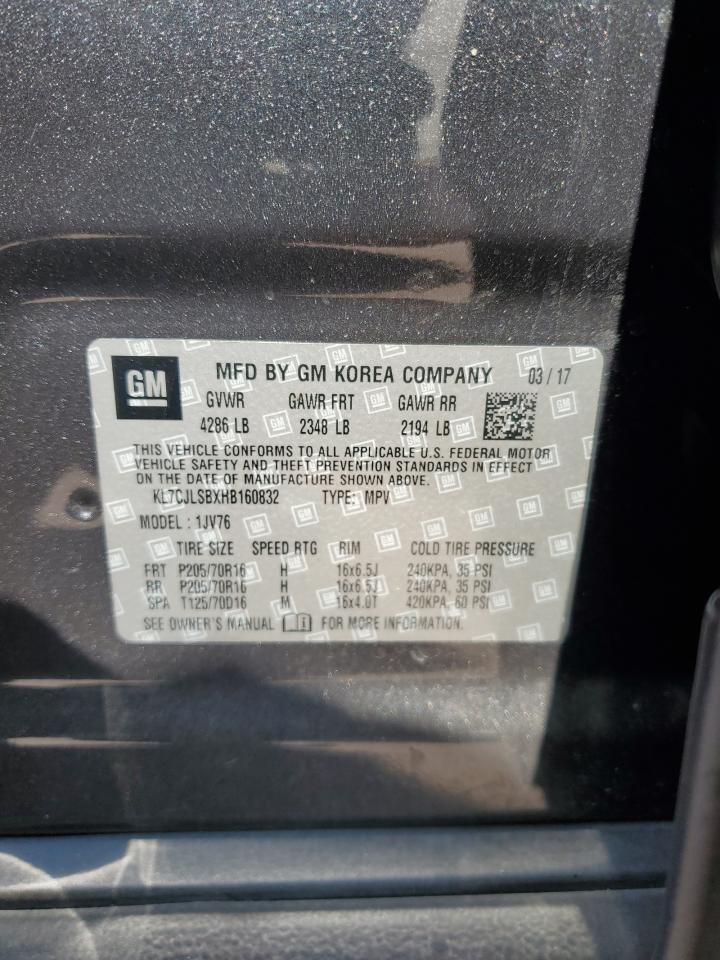 GM MFD BY GM KOREA COMPANY 03/17
GVWR GAWR FRT GAWR RR
4286 LB 2348 LB 2194 LB
THIS VEHICLE CONFORMS TO ALL APPLICABLE U.S. FEDERAL MOTOR
VEHICLE SAFETY AND THEFT PREVENTION STANDARDS IN EFFECT
ON THE DATE OF MANUFACTURE SHOWN ABOVE.
KL7CJLSBXHB160832 TYPE: MPV
MODEL : 1JV76
TIRE SIZE SPEED RTG RIM COLD TIRE PRESSURE
FRT P205/70R16 H 16x6.5J 240KPA, 35 PSI
RR P205/70R16 H 16x6.5J 240KPA, 35 PSI
SPA T125/70D16 M 16x4.0T 420KPA, 60 PSI
SEE OWNER'S MANUAL FOR MORE INFORMATION.